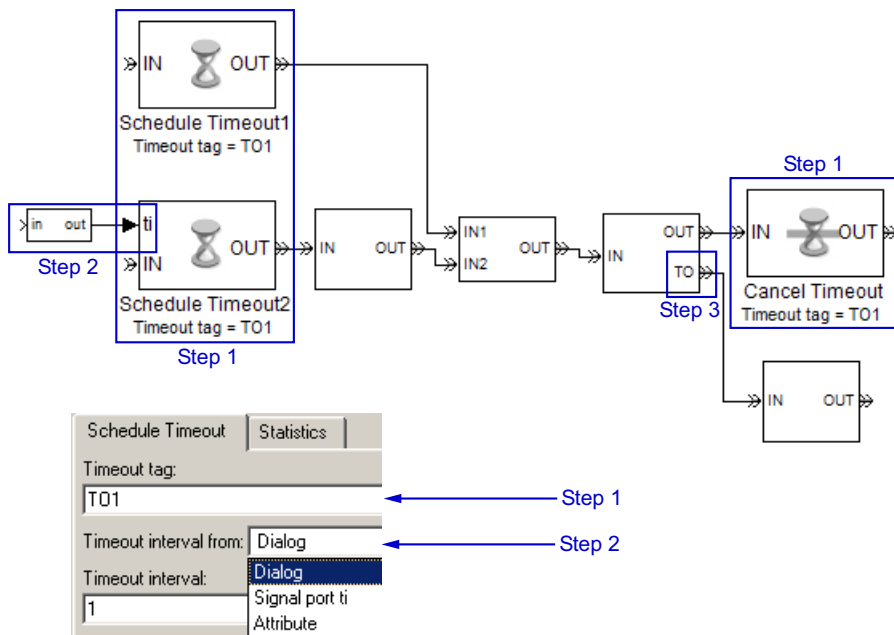 Step 1
IN OUT
Schedule Timeout1
Timeout tag = TO1
in out
Step 2
ti
IN OUT
Schedule Timeout2
Timeout tag = TO1
Step 1
IN OUT
IN1
IN2
OUT
IN
OUT
TO
Step 3
Step 1
IN OUT
Cancel Timeout
Timeout tag = TO1
IN OUT
Schedule Timeout Statistics
Timeout tag:
TO1
Step 1
Timeout interval from: Dialog
Step 2
Dialog
Timeout interval:
Signal port ti
1
Attribute